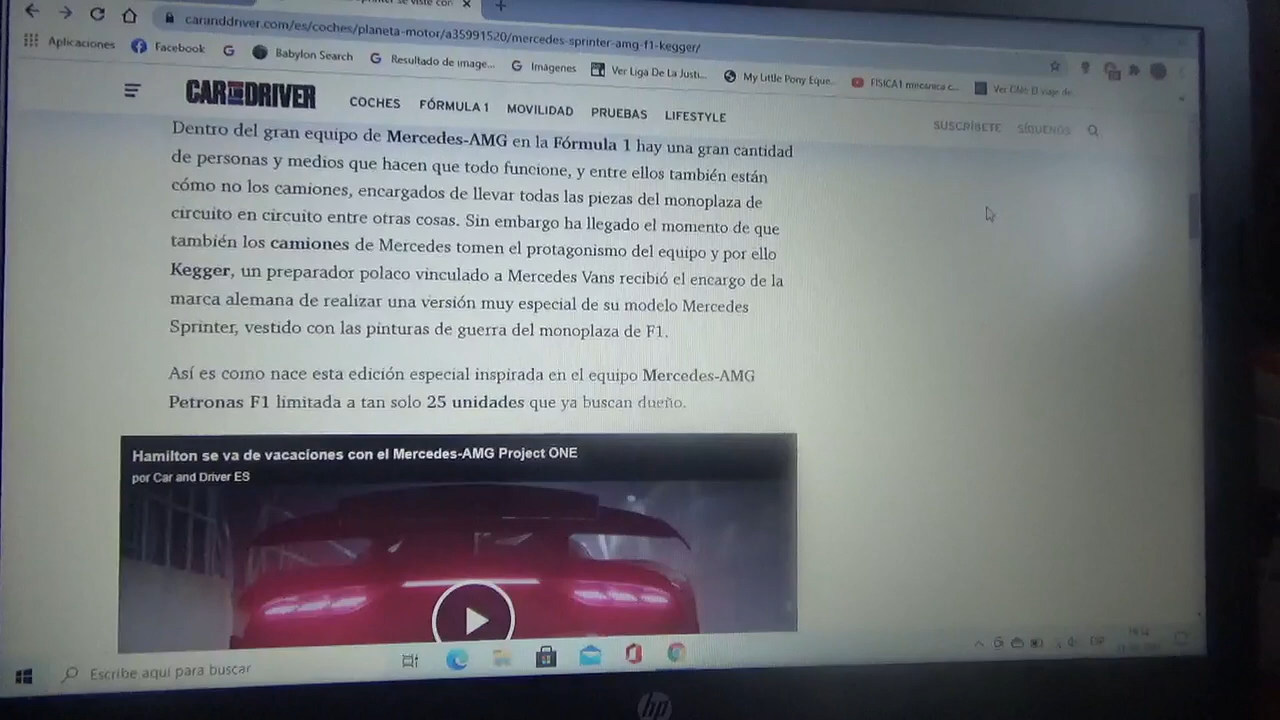 nter se viste con
caranddriver.com/es/coches/planeta-motor/a35991520/mercedes-sprinter-amg-f1-kegger/
Aplicaciones Facebook Babylon Search Resultado de image... Imágenes Ver Liga De La Justi... My Little Pony Eque... FISICA1 mecánica c... Ver
CAR AND DRIVER COCHES FÓRMULA 1 MOVILIDAD PRUEBAS LIFESTYLE SUSCRÍBETE SÍGUENOS
Dentro del gran equipo de Mercedes-AMG en la Fórmula 1 hay una gran cantidad
de personas y medios que hacen que todo funcione, y entre ellos también están
cómo no los camiones, encargados de llevar todas las piezas del monoplaza de
circuito en circuito entre otras cosas. Sin embargo ha llegado el momento de que
también los camiones de Mercedes tomen el protagonismo del equipo y por ello
Kegger, un preparador polaco vinculado a Mercedes Vans recibió el encargo de la
marca alemana de realizar una versión muy especial de su modelo Mercedes
Sprinter, vestido con las pinturas de guerra del monoplaza de F1.
Así es como nace esta edición especial inspirada en el equipo Mercedes-AMG
Petronas F1 limitada a tan solo 25 unidades que ya buscan dueño.
Hamilton se va de vacaciones con el Mercedes-AMG Project ONE
por Car and Driver ES
Escribe aquí para buscar
ESP
hp